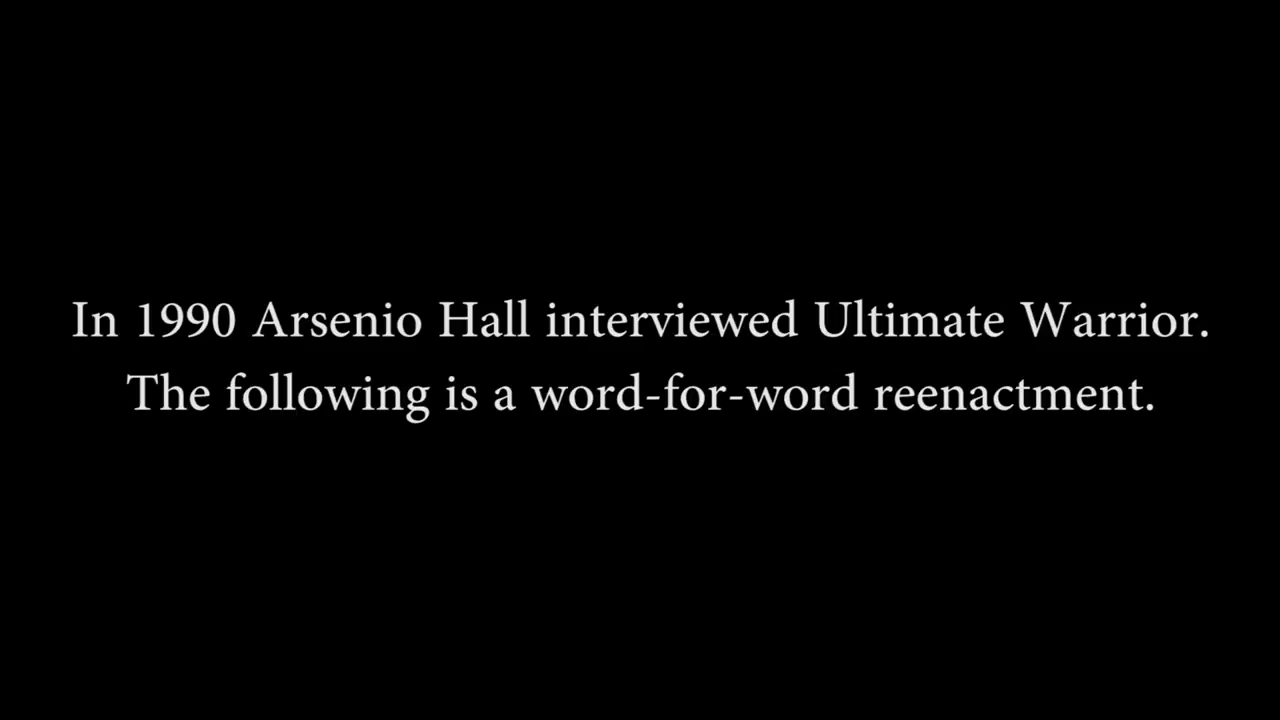 In 1990 Arsenio Hall interviewed Ultimate Warrior.
The following is a word-for-word reenactment.